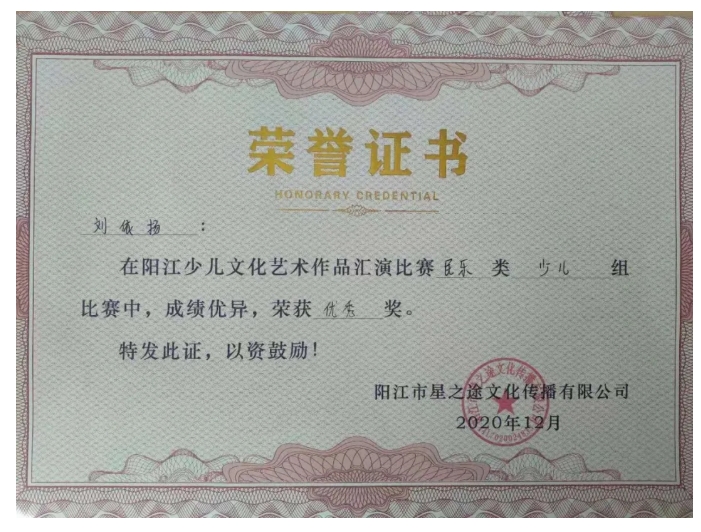 荣誉证书
HONORARY CREDENTIAL
刘 扬：
在阳江少儿文化艺术作品汇演比赛民乐类少儿组
比赛中，成绩优异，荣获优秀奖。
特发此证，以资鼓励！
阳江市星之途文化传播有限公司
2020年12月